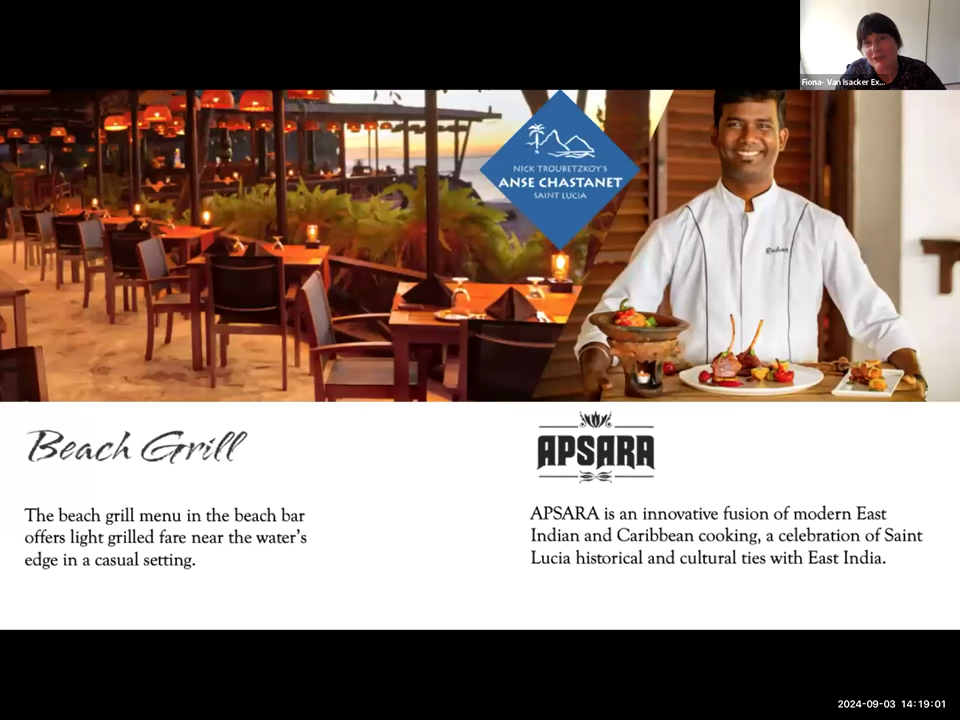 Fiona- Van Isacker Ex...
NICK TROUBETZKOY'S
ANSE CHASTANET
SAINT LUCIA
Beach Grill
The beach grill menu in the beach bar
offers light grilled fare near the water's
edge in a casual setting.
APSARA
APSARA is an innovative fusion of modern East
Indian and Caribbean cooking, a celebration of Saint
Lucia historical and cultural ties with East India.
2024-09-03 14:19:01